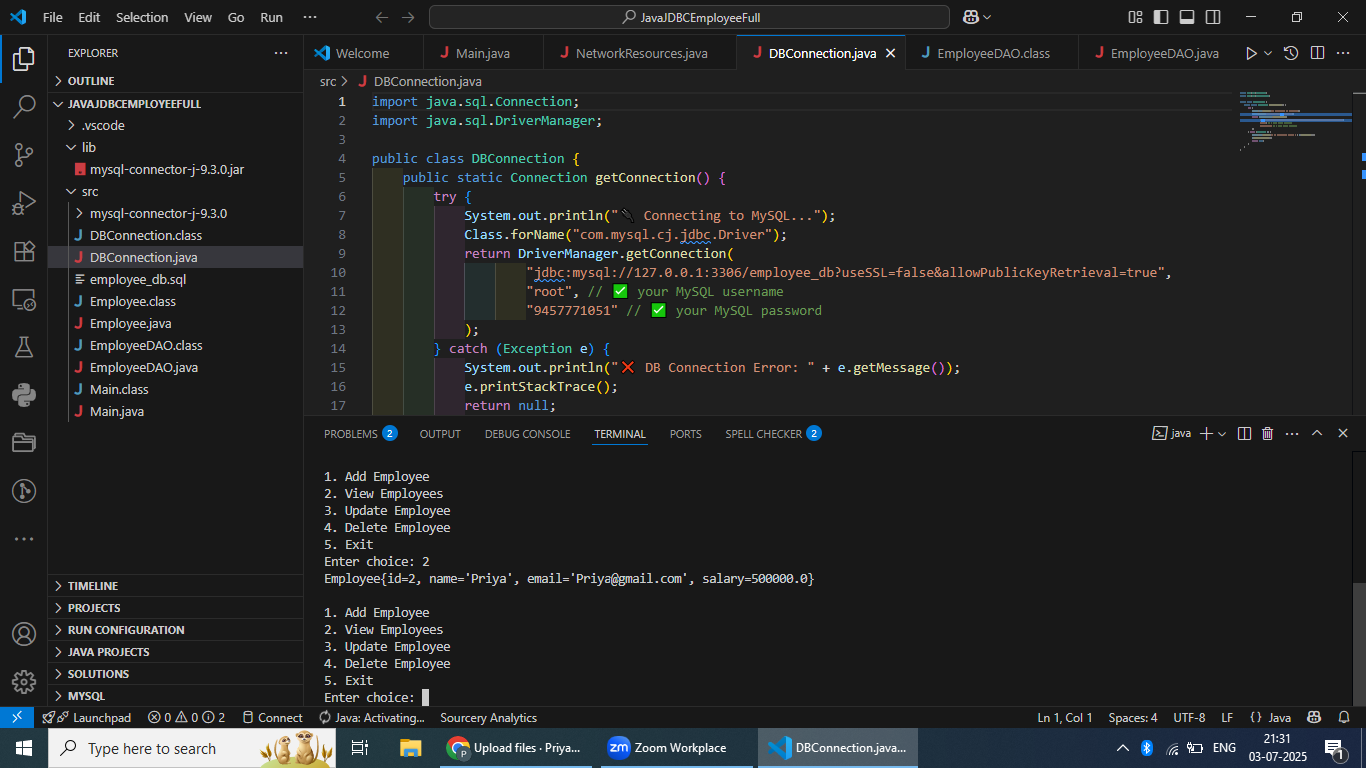 File Edit Selection View Go Run ··· JavaJDBCEmployeeFull
EXPLORER ···
Welcome Main.java NetworkResources.java DBConnection.java EmployeeDAO.class EmployeeDAO.java
OUTLINE
JAVAJDBCEMPLOYEEFULL
.vscode
lib
mysql-connector-j-9.3.0.jar
src
mysql-connector-j-9.3.0
DBConnection.class
DBConnection.java
employee_db.sql
Employee.class
Employee.java
EmployeeDAO.class
EmployeeDAO.java
Main.class
Main.java
TIMELINE
PROJECTS
RUN CONFIGURATION
JAVA PROJECTS
SOLUTIONS
MYSQL
src > DBConnection.java
1 import java.sql.Connection;
2 import java.sql.DriverManager;
3
4 public class DBConnection {
5 public static Connection getConnection() {
6 try {
7 System.out.println("🔌 Connecting to MySQL...");
8 Class.forName("com.mysql.cj.jdbc.Driver");
9 return DriverManager.getConnection(
10 "jdbc:mysql://127.0.0.1:3306/employee_db?useSSL=false&allowPublicKeyRetrieval=true",
11 "root", // ✅ your MySQL username
12 "9457771051" // ✅ your MySQL password
13 );
14 } catch (Exception e) {
15 System.out.println("❌ DB Connection Error: " + e.getMessage());
16 e.printStackTrace();
17 return null;
PROBLEMS 2 OUTPUT DEBUG CONSOLE TERMINAL PORTS SPELL CHECKER 2 java
1. Add Employee
2. View Employees
3. Update Employee
4. Delete Employee
5. Exit
Enter choice: 2
Employee{id=2, name='Priya', email='Priya@gmail.com', salary=500000.0}
1. Add Employee
2. View Employees
3. Update Employee
4. Delete Employee
5. Exit
Enter choice:
Launchpad 0 0 2 Connect Java: Activating... Sourcery Analytics Ln 1, Col 1 Spaces: 4 UTF-8 LF {} Java
Type here to search Upload files · Priya... zm Zoom Workplace DBConnection.java... ENG 21:31
03-07-2025 1